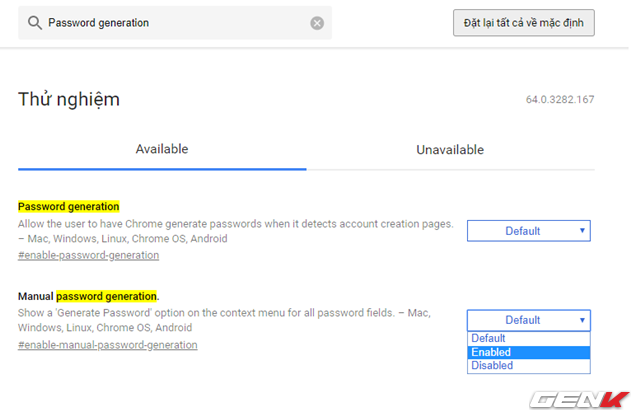 Password generation
Đặt lại tất cả về mặc định
Thử nghiệm
64.0.3282.167
Available
Unavailable
Password generation
Allow the user to have Chrome generate passwords when it detects account creation pages.
– Mac, Windows, Linux, Chrome OS, Android
#enable-password-generation
Default
Manual password generation.
Show a 'Generate Password' option on the context menu for all password fields. – Mac,
Windows, Linux, Chrome OS, Android
#enable-manual-password-generation
Default
Default
Enabled
Disabled
GENK